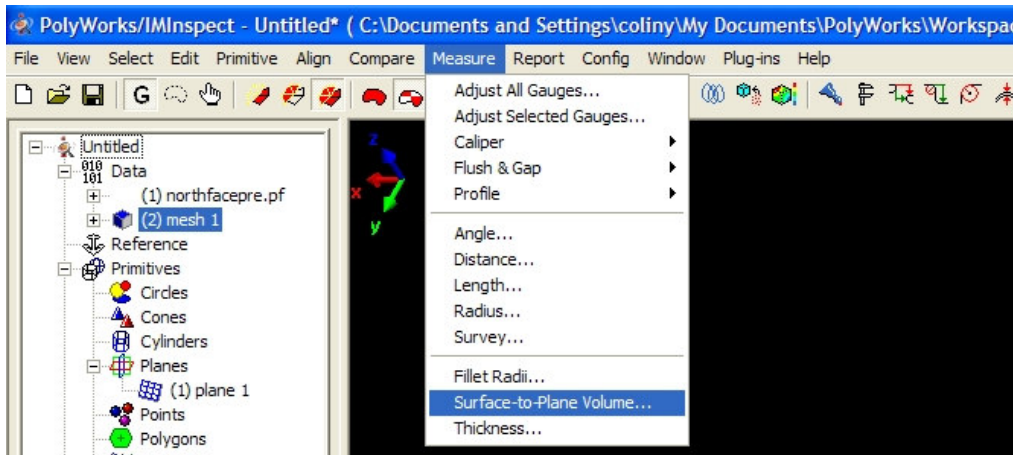 PolyWorks/IMInspect - Untitled* ( C:\Documents and Settings\coliny\My Documents\PolyWorks\Workspac
File View Select Edit Primitive Align Compare Measure Report Config Window Plug-ins Help
G
Adjust All Gauges...
Adjust Selected Gauges...
Caliper
Flush & Gap
Profile
Angle...
Distance...
Length...
Radius...
Survey...
Fillet Radii...
Surface-to-Plane Volume...
Thickness...
Untitled
010
101 Data
(1) northfacepre.pf
(2) mesh 1
Reference
Primitives
Circles
Cones
Cylinders
Planes
(1) plane 1
Points
Polygons
z
x
y